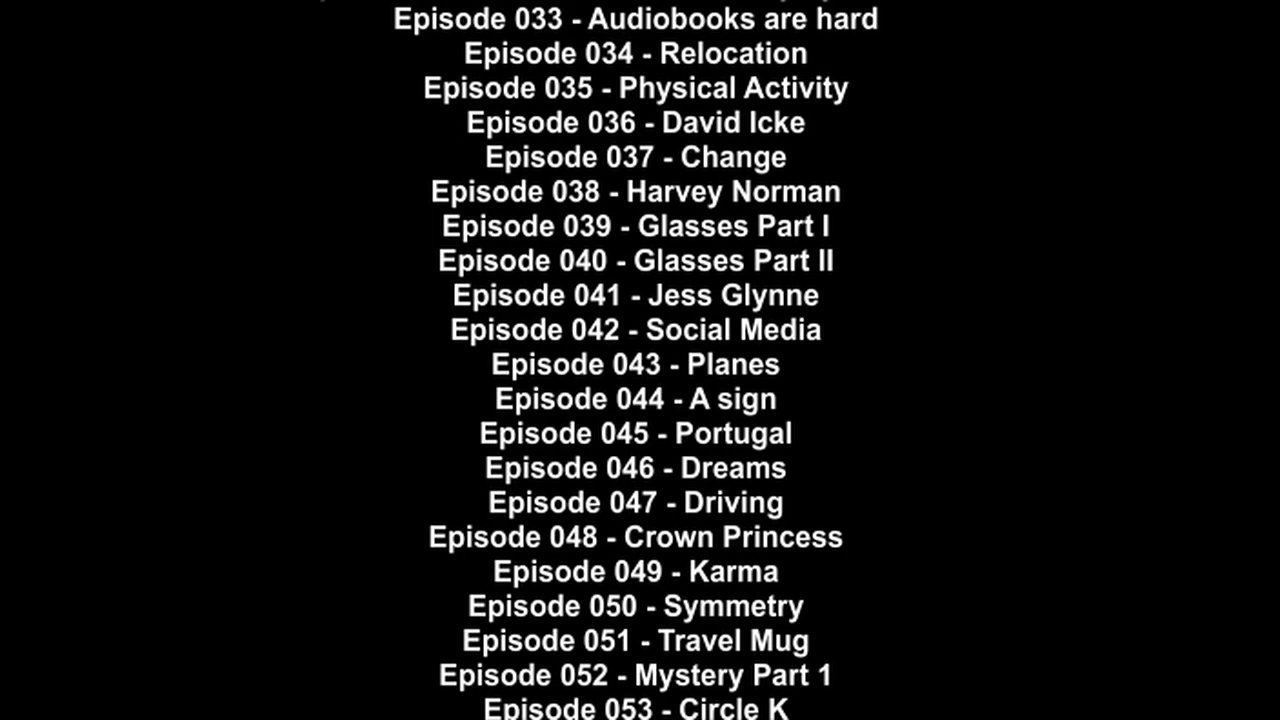 Episode 033 - Audiobooks are hard
Episode 034 - Relocation
Episode 035 - Physical Activity
Episode 036 - David Icke
Episode 037 - Change
Episode 038 - Harvey Norman
Episode 039 - Glasses Part I
Episode 040 - Glasses Part II
Episode 041 - Jess Glynne
Episode 042 - Social Media
Episode 043 - Planes
Episode 044 - A sign
Episode 045 - Portugal
Episode 046 - Dreams
Episode 047 - Driving
Episode 048 - Crown Princess
Episode 049 - Karma
Episode 050 - Symmetry
Episode 051 - Travel Mug
Episode 052 - Mystery Part 1
Episode 053 - Circle K